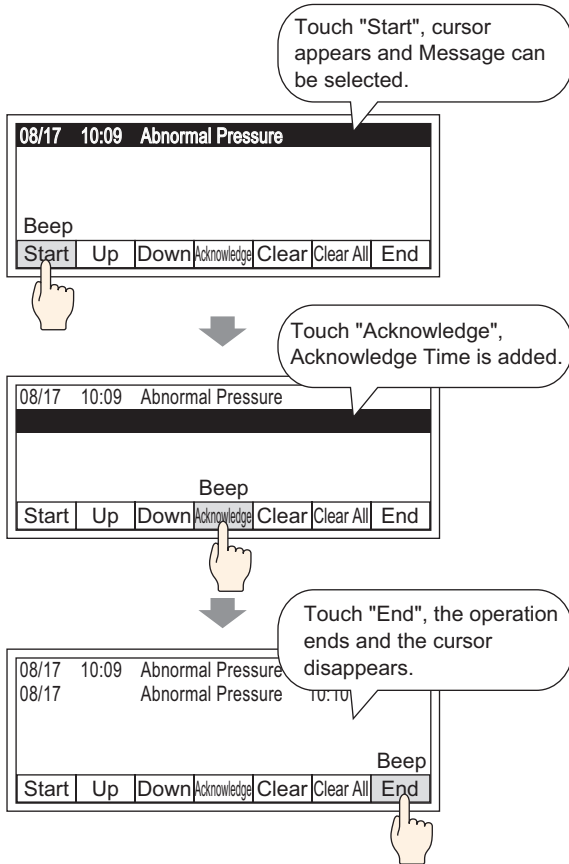 Touch "Start", cursor
appears and Message can
be selected.
08/17 10:09 Abnormal Pressure
Beep
Start Up Down Acknowledge Clear Clear All End
Touch "Acknowledge",
Acknowledge Time is added.
08/17 10:09 Abnormal Pressure
Beep
Start Up Down Acknowledge Clear Clear All End
Touch "End", the operation
ends and the cursor
disappears.
08/17 10:09 Abnormal Pressure
08/17 Abnormal Pressure 10:10
Beep
Start Up Down Acknowledge Clear Clear All End